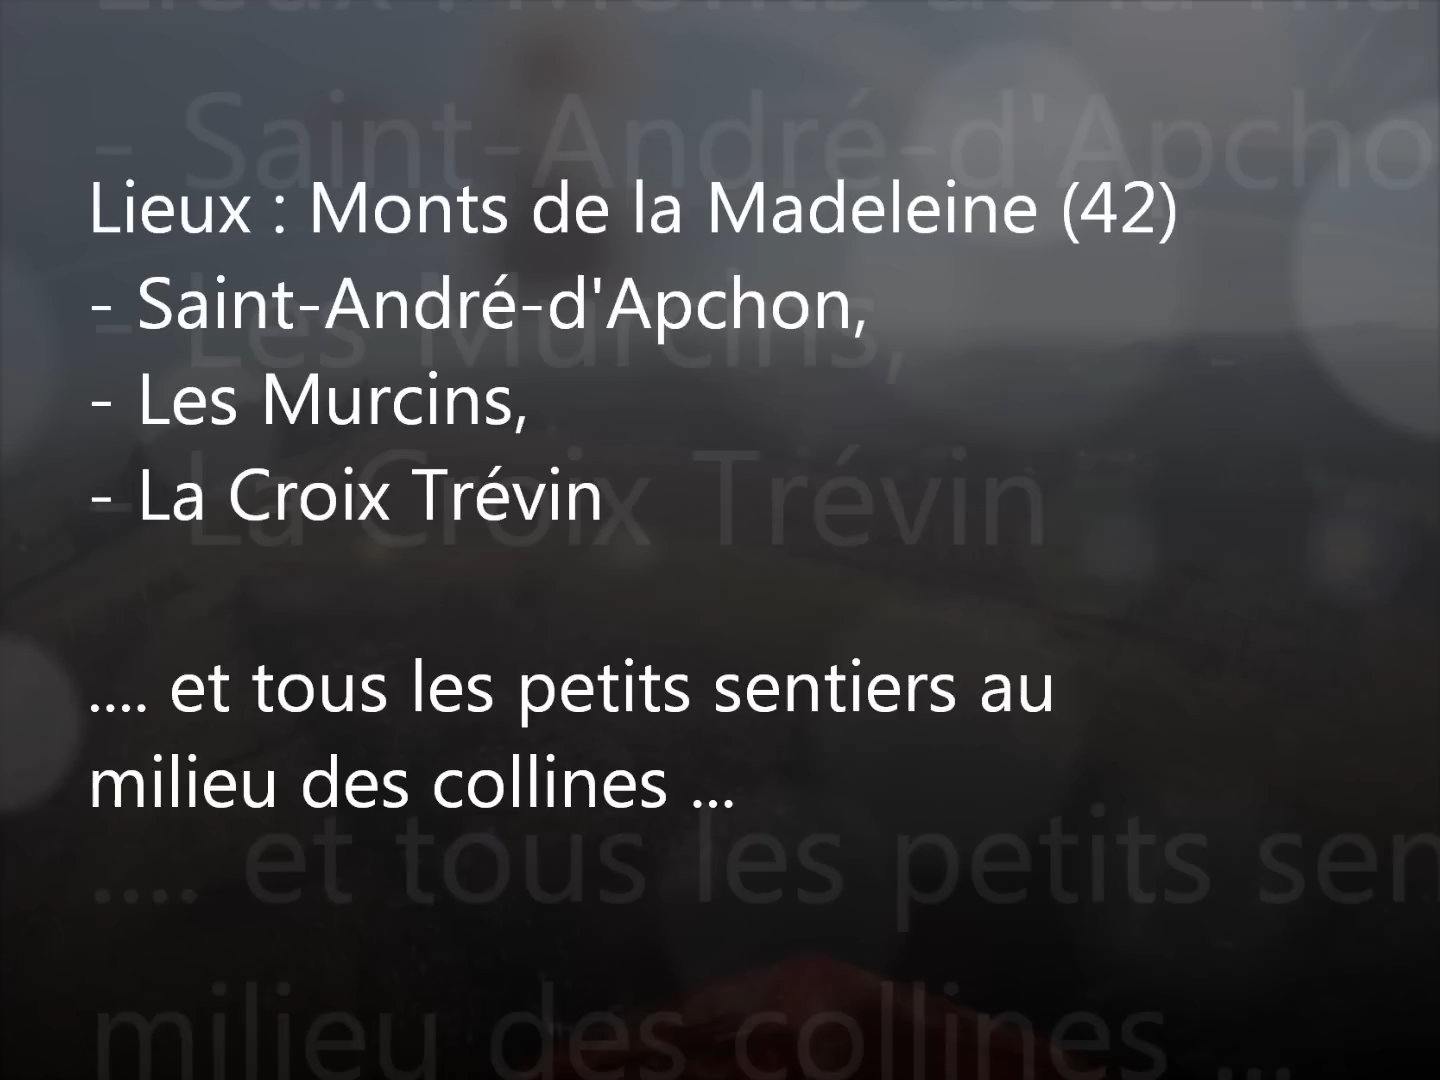 Lieux : Monts de la Madeleine (42)
- Saint-André-d'Apchon,
- Les Murcins,
- La Croix Trévin
.... et tous les petits sentiers au
milieu des collines ...